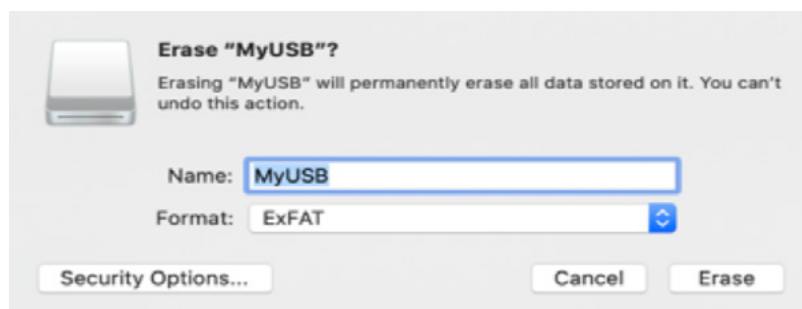 Erase “MyUSB”?
Erasing “MyUSB” will permanently erase all data stored on it. You can’t
undo this action.
Name: MyUSB
Format: ExFAT
Security Options... Cancel Erase